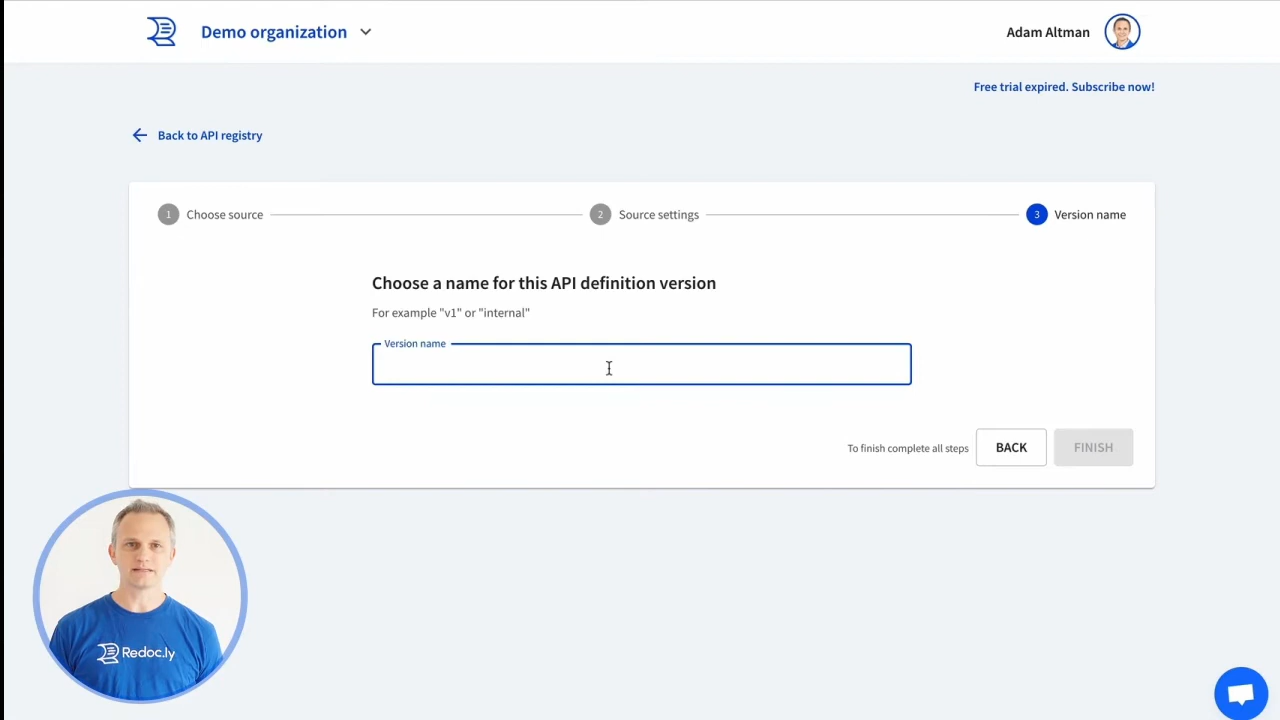 Demo organization
Adam Altman
Free trial expired. Subscribe now!
Back to API registry
1 Choose source
2 Source settings
3 Version name
Choose a name for this API definition version
For example "v1" or "internal"
Version name
To finish complete all steps
BACK
FINISH
Redoc.ly